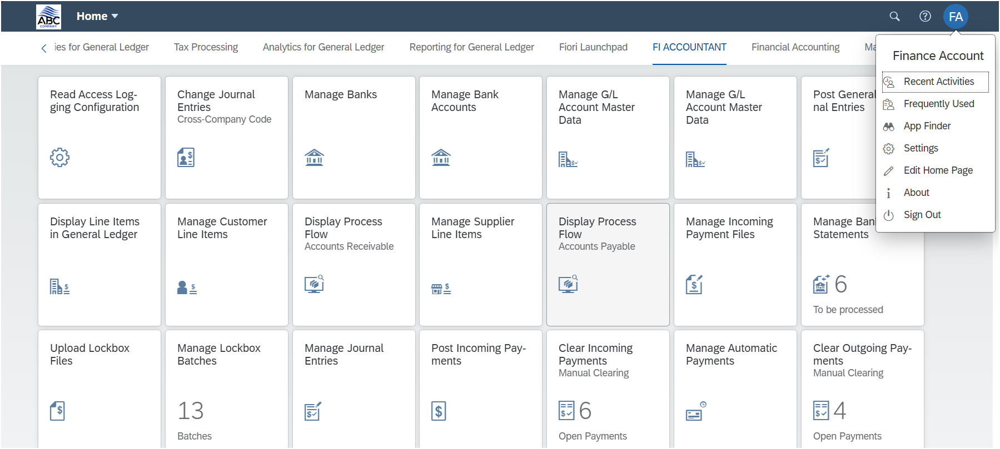 ABC
COMPANY
Home
FA
ies for General Ledger
Tax Processing
Analytics for General Ledger
Reporting for General Ledger
Fiori Launchpad
FI ACCOUNTANT
Financial Accounting
Ma
Finance Account
Recent Activities
Frequently Used
App Finder
Settings
Edit Home Page
About
Sign Out
Read Access Log-
ging Configuration
Change Journal
Entries
Cross-Company Code
Manage Banks
Manage Bank
Accounts
Manage G/L
Account Master
Data
Manage G/L
Account Master
Data
Post General
nal Entries
Display Line Items
in General Ledger
Manage Customer
Line Items
Display Process
Flow
Accounts Receivable
Manage Supplier
Line Items
Display Process
Flow
Accounts Payable
Manage Incoming
Payment Files
Manage Ban
Statements
6
To be processed
Upload Lockbox
Files
Manage Lockbox
Batches
13
Batches
Manage Journal
Entries
Post Incoming Pay-
ments
Clear Incoming
Payments
Manual Clearing
6
Open Payments
Manage Automatic
Payments
Clear Outgoing Pay-
ments
Manual Clearing
4
Open Payments